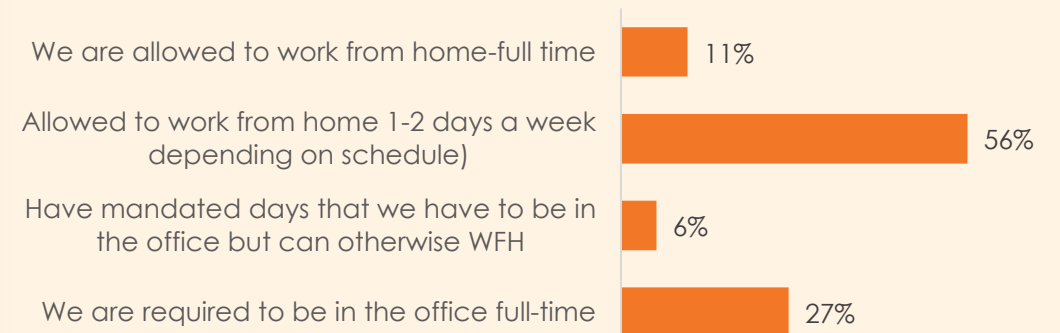 We are allowed to work from home-full time
11%
Allowed to work from home 1-2 days a week
depending on schedule)
56%
Have mandated days that we have to be in
the office but can otherwise WFH
6%
We are required to be in the office full-time
27%